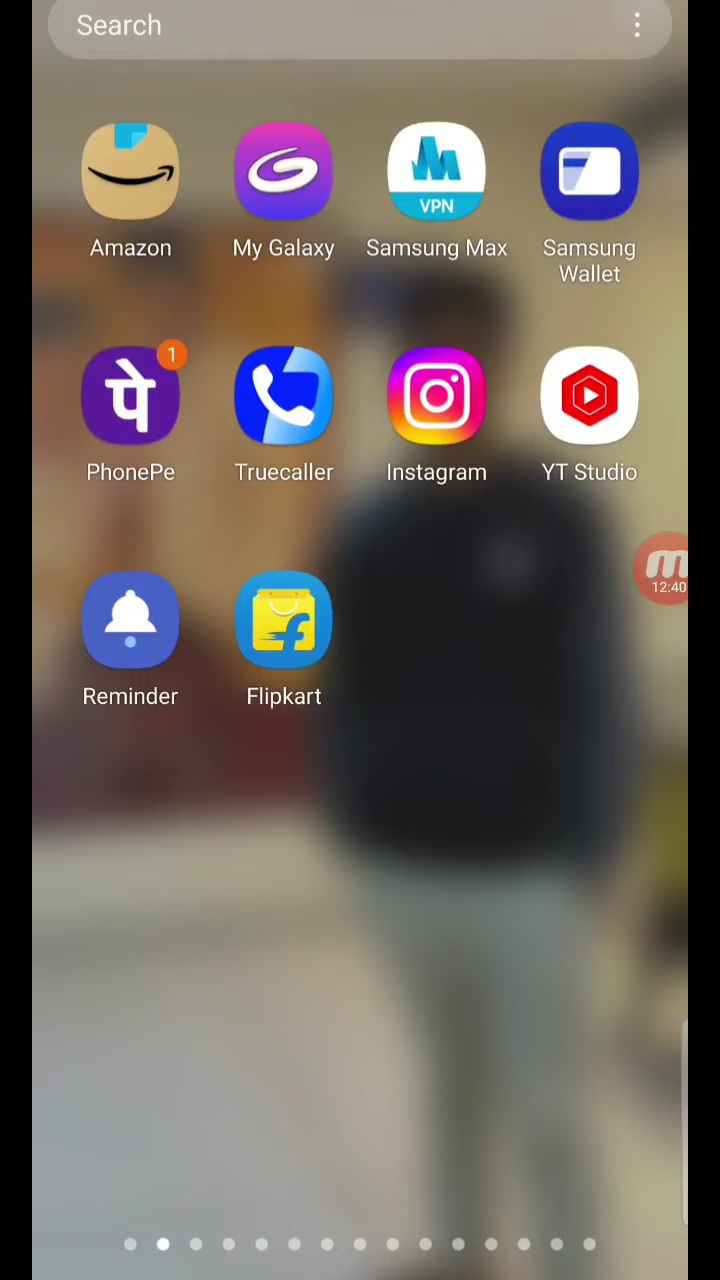 Search
VPN
Amazon
My Galaxy
Samsung Max
Samsung
Wallet
पे
1
PhonePe
Truecaller
Instagram
YT Studio
m
12:40
f
Reminder
Flipkart